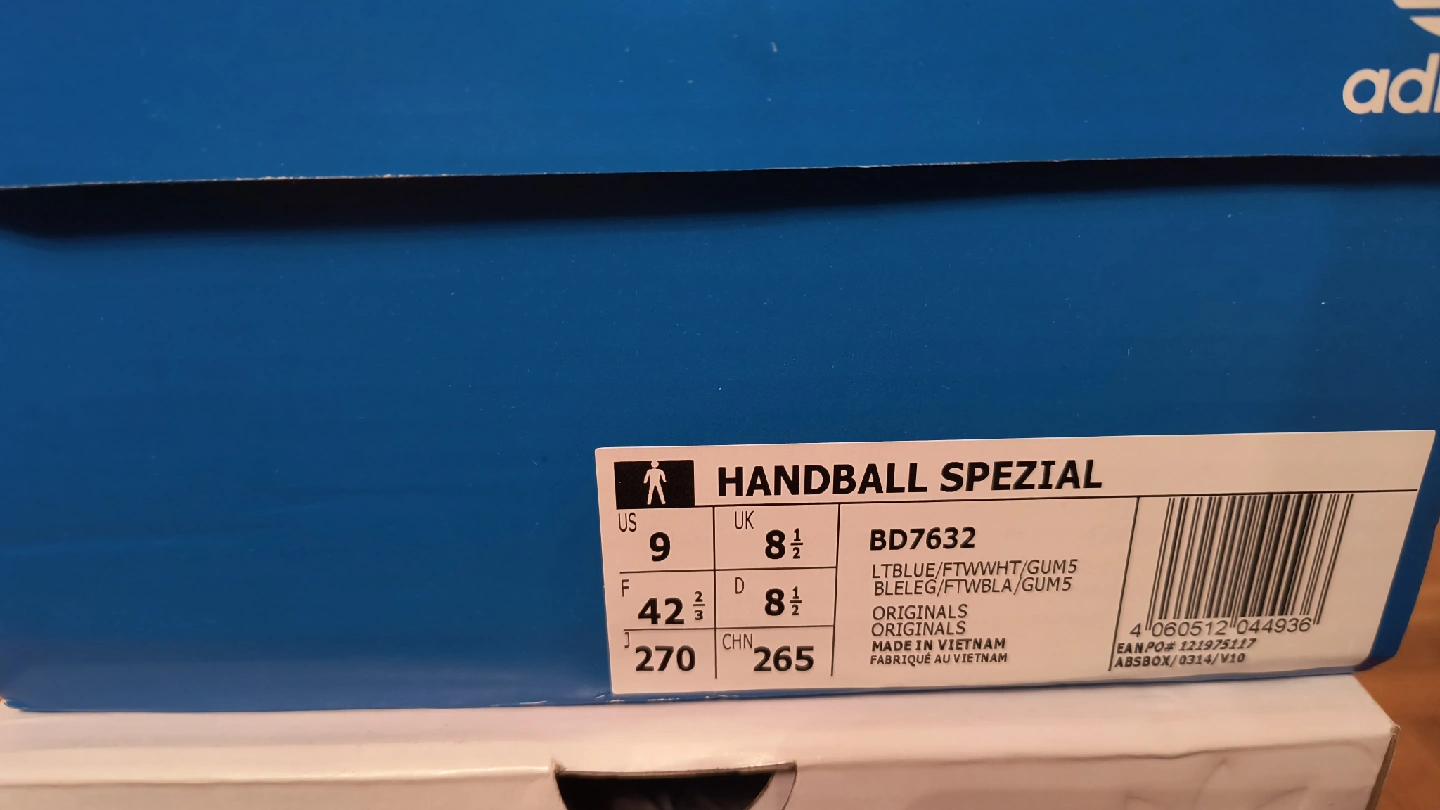 adi
HANDBALL SPEZIAL
US 9 UK 8 1/2
F 42 2/3 D 8 1/2
J 270 CHN 265
BD7632
LTBLUE/FTWWHT/GUM5
BLELEG/FTWBLA/GUM5
ORIGINALS
ORIGINALS
MADE IN VIETNAM
FABRIQUÉ AU VIETNAM
4 060512 044936
EAN PO# 121975117
ABSBOX/0314/V10